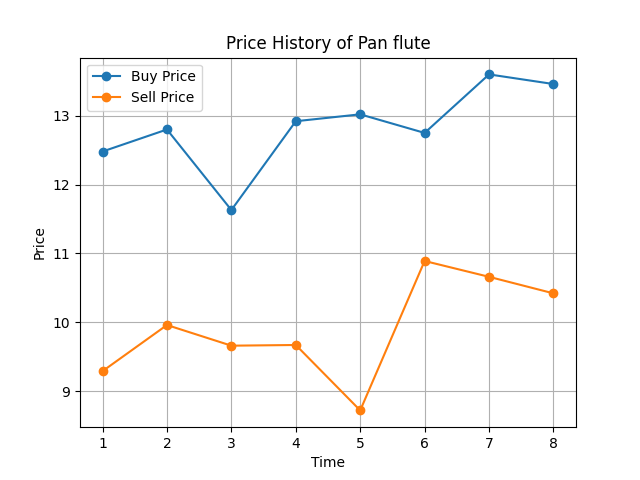 Price History of Pan flute
Buy Price
Sell Price
13
12
11
10
9
Price
1 2 3 4 5 6 7 8
Time